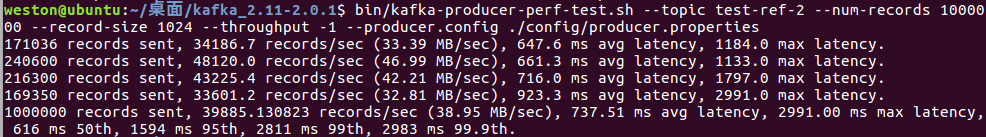 weston@ubuntu:~/桌面/kafka_2.11-2.0.1$ bin/kafka-producer-perf-test.sh --topic test-ref-2 --num-records 10000
00 --record-size 1024 --throughput -1 --producer.config ./config/producer.properties
171036 records sent, 34186.7 records/sec (33.39 MB/sec), 647.6 ms avg latency, 1184.0 max latency.
240600 records sent, 48120.0 records/sec (46.99 MB/sec), 661.3 ms avg latency, 1133.0 max latency.
216300 records sent, 43225.4 records/sec (42.21 MB/sec), 716.0 ms avg latency, 1797.0 max latency.
169350 records sent, 33601.2 records/sec (32.81 MB/sec), 923.3 ms avg latency, 2991.0 max latency.
1000000 records sent, 39885.130823 records/sec (38.95 MB/sec), 737.51 ms avg latency, 2991.00 ms max latency,
616 ms 50th, 1594 ms 95th, 2811 ms 99th, 2983 ms 99.9th.